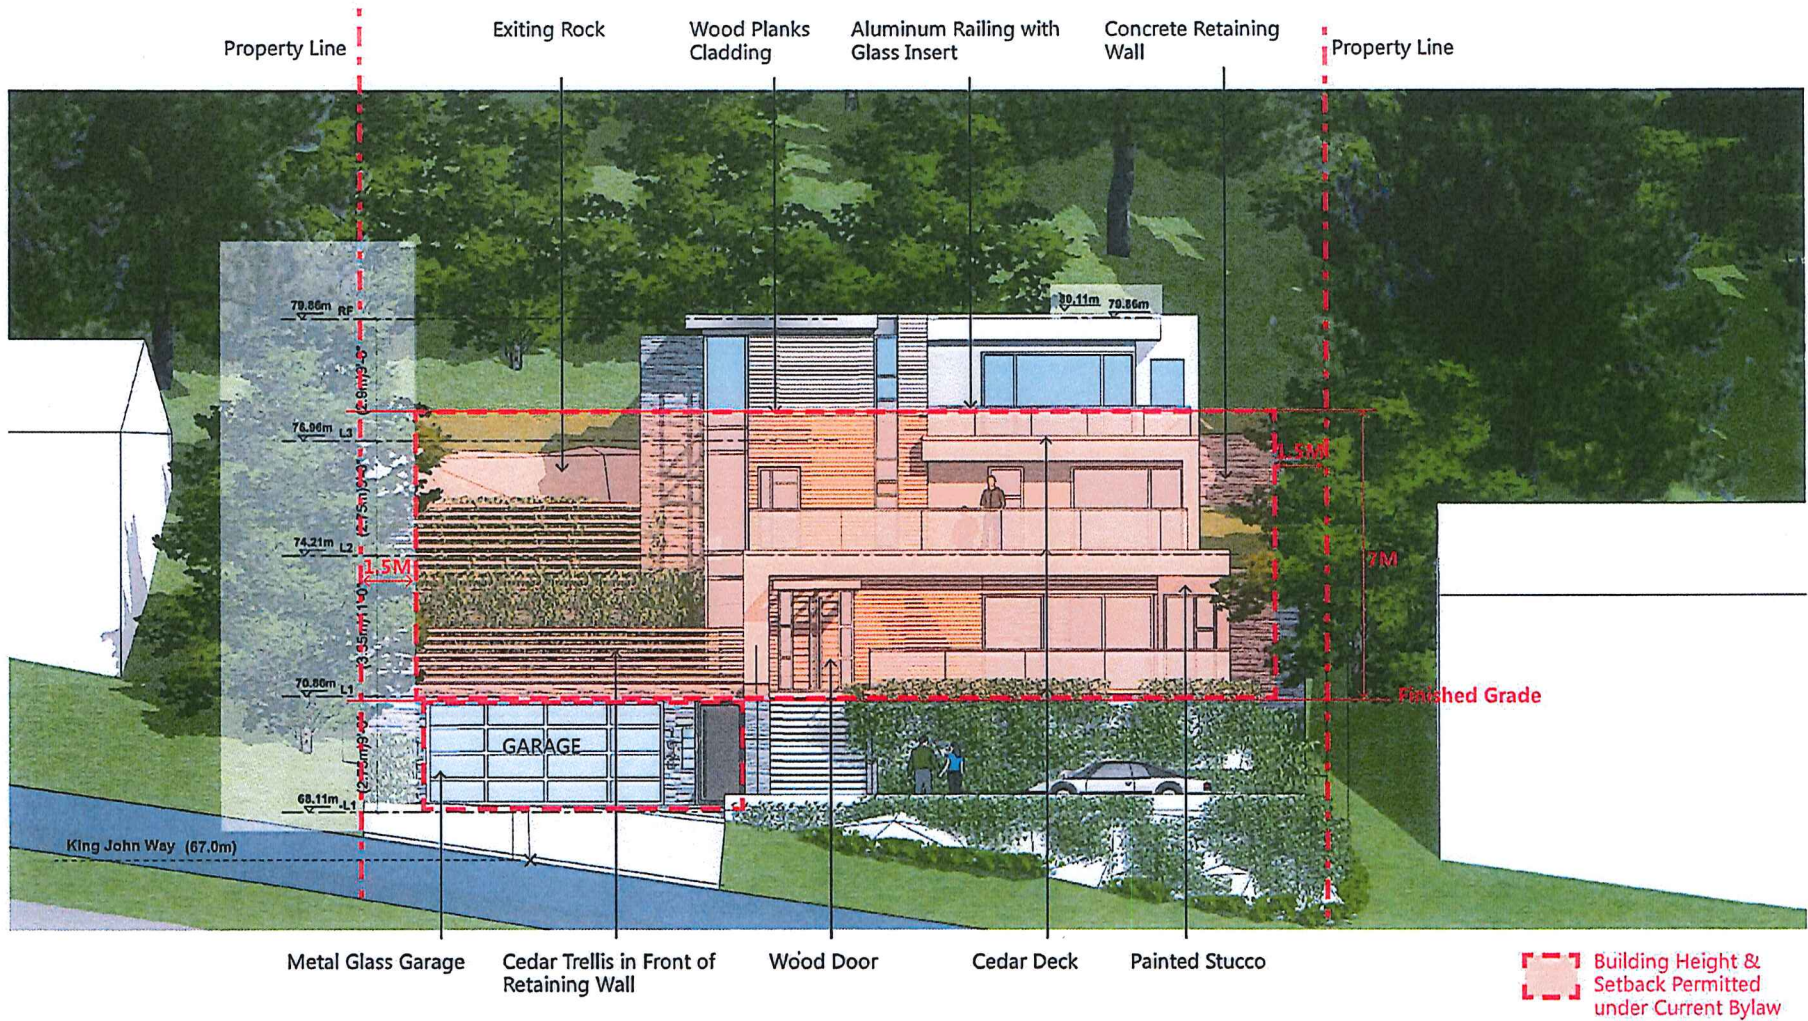 Property Line
Exiting Rock
Wood Planks
Cladding
Aluminum Railing with
Glass Insert
Concrete Retaining
Wall
Property Line
79.86m RF
80.11m 79.86m
76.96m L3
1.5M
74.21m L2
1.5M
7M
70.86m L1
Finished Grade
GARAGE
68.11m -L1
King John Way (67.0m)
Metal Glass Garage
Cedar Trellis in Front of
Retaining Wall
Wood Door
Cedar Deck
Painted Stucco
Building Height &
Setback Permitted
under Current Bylaw